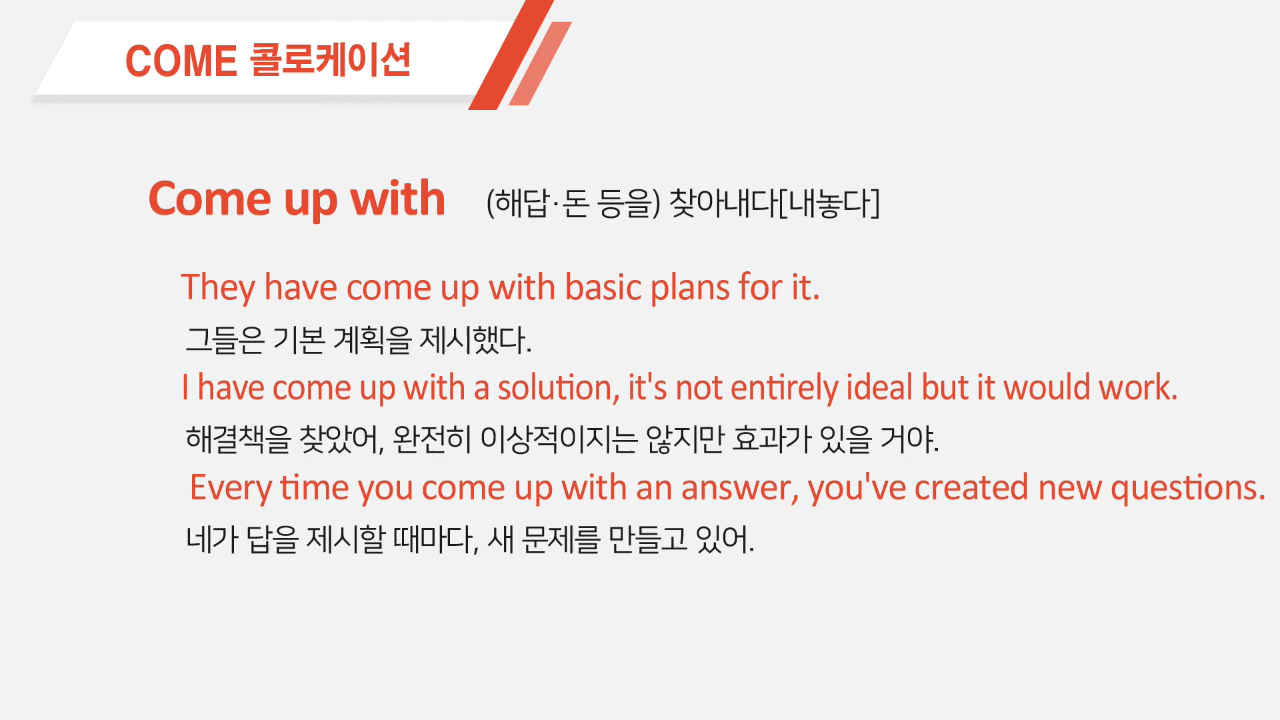 COME 콜로케이션
Come up with (해답·돈 등을) 찾아내다[내놓다]
They have come up with basic plans for it.
그들은 기본 계획을 제시했다.
I have come up with a solution, it's not entirely ideal but it would work.
해결책을 찾았어, 완전히 이상적이지는 않지만 효과가 있을 거야.
Every time you come up with an answer, you've created new questions.
네가 답을 제시할 때마다, 새 문제를 만들고 있어.